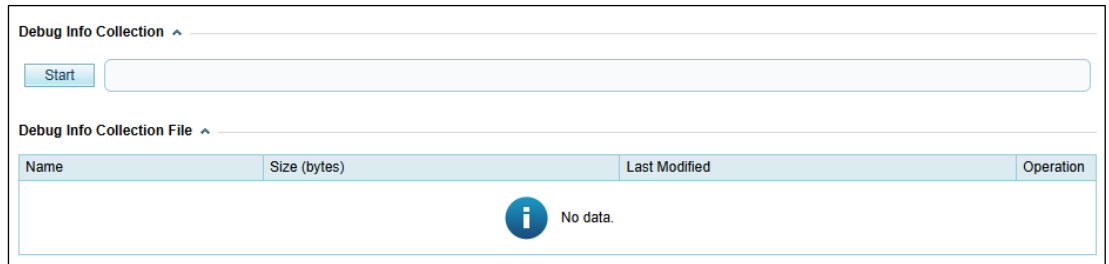 Debug Info Collection
Start
Debug Info Collection File
Name Size (bytes) Last Modified Operation
No data.